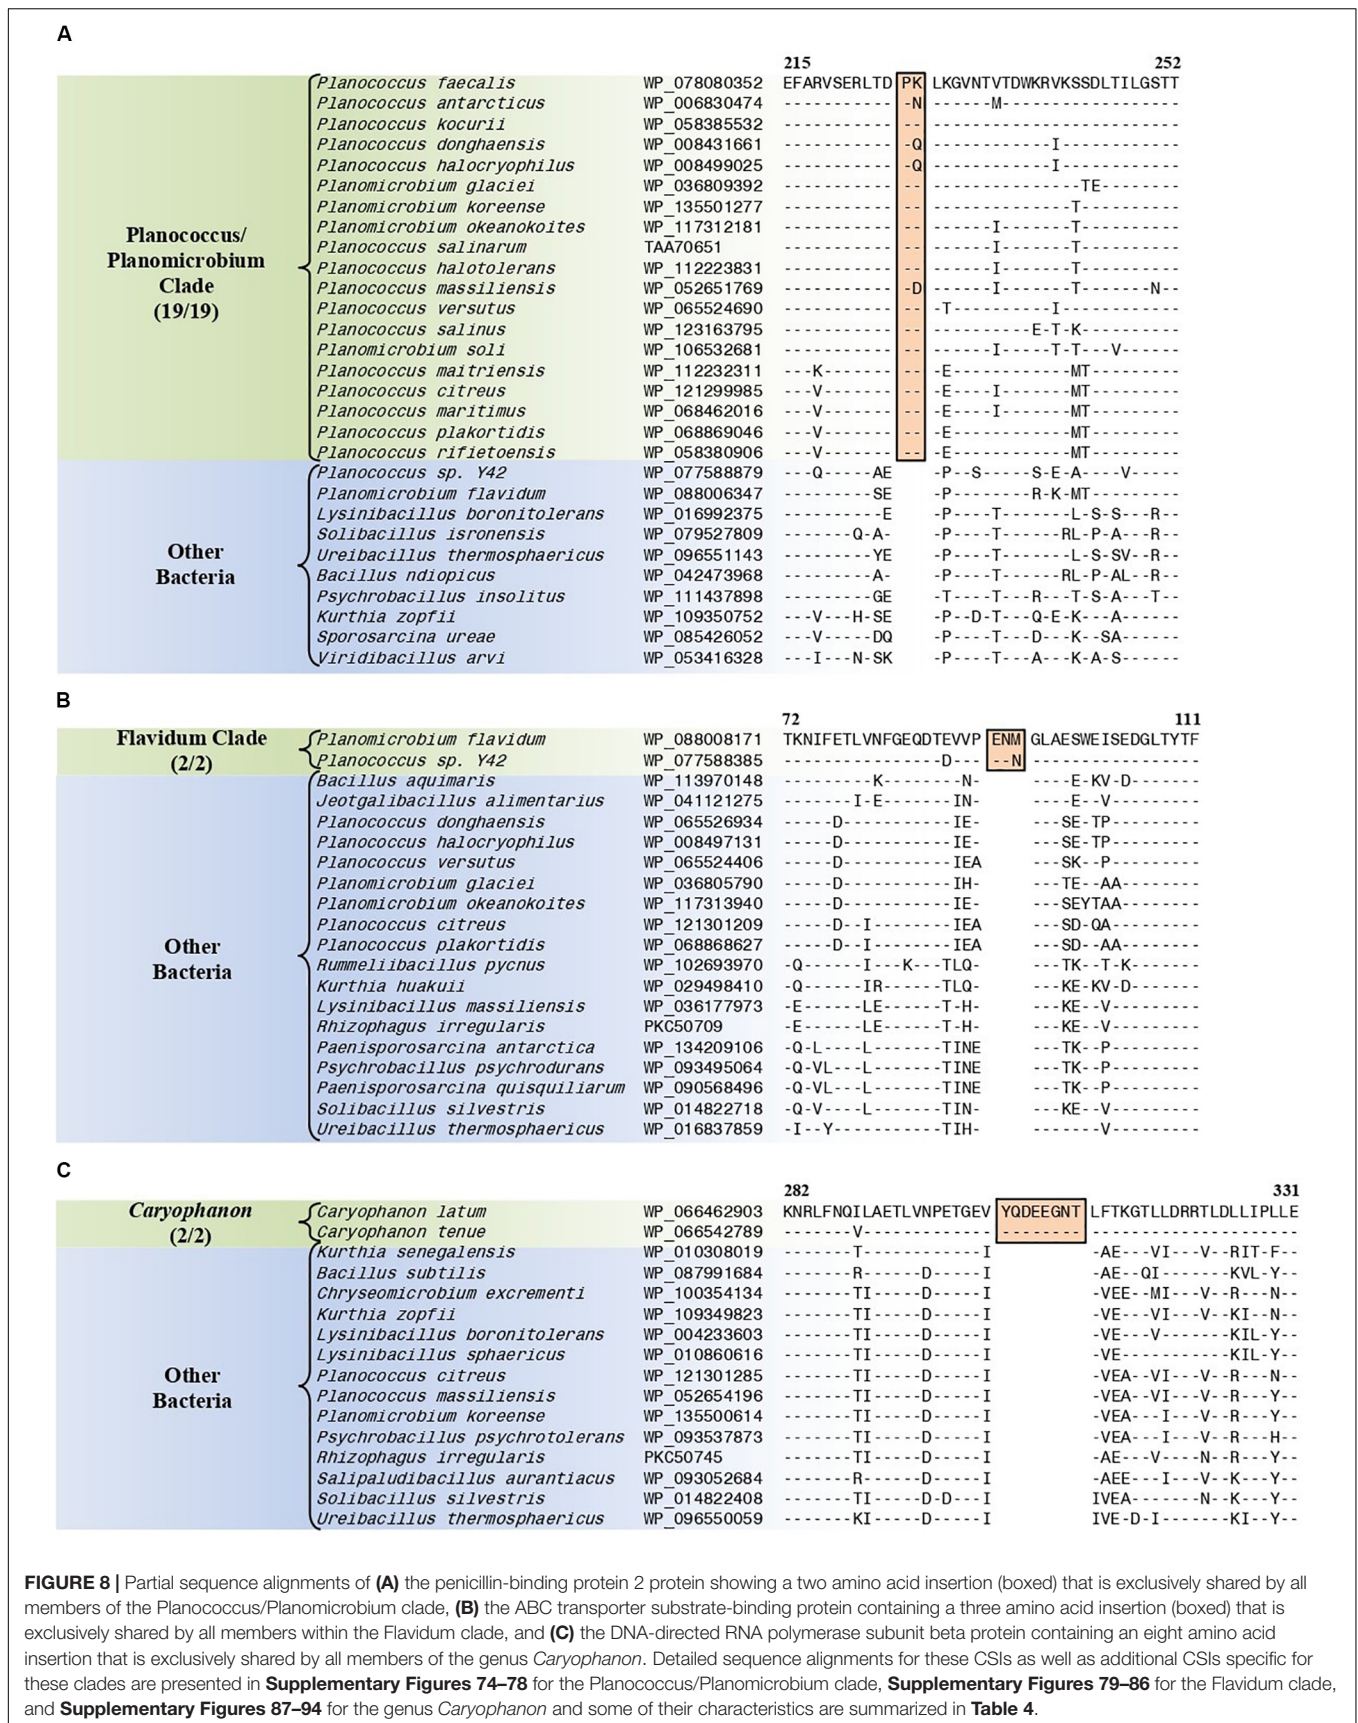 A
215 252
Planococcus faecalis WP_078080352 EFARVSERLTD PK LKGVNTVTDWKRVKSSDLTILGSTT
Planococcus antarcticus WP_006830474 ----------- -N -----M------------------
Planococcus kocurii WP_058385532 ----------- -- ------------------------
Planococcus donghaensis WP_008431661 ----------- -Q -----------I------------
Planococcus halocryophilus WP_008499025 ----------- -Q -----------I------------
Planomicrobium glaciei WP_036809392 ----------- -- --------------TE--------
Planomicrobium koreense WP_135501277 ----------- -- -------------T----------
Planomicrobium okeanokoites WP_117312181 ----------- -- -----I-------T----------
Planococcus salinarum TAA70651 ----------- -- -----I-------T----------
Planococcus halotolerans WP_112223831 ----------- -- -----I-------T----------
Planococcus massiliensis WP_052651769 ----------- -D -----I-------T-------N--
Planococcus versutus WP_065524690 ----------- -- -T---------I------------
Planococcus salinus WP_123163795 ----------- -- ---------E-T-K----------
Planomicrobium soli WP_106532681 ----------- -- -----I-----T-T---V------
Planococcus maitriensis WP_112232311 ---K------- -- -E-----------MT---------
Planococcus citreus WP_121299985 ---V------- -- -E----I-------MT---------
Planococcus maritimus WP_068462016 ---V------- -- -E----I-------MT---------
Planococcus plakortidis WP_068869046 ---V------- -- -E------------MT---------
Planococcus rifietoensis WP_058380906 ---V------- -- -E------------MT---------
Planococcus/
Planomicrobium
Clade
(19/19)
Planococcus sp. Y42 WP_077588879 ---Q-----AE -P--S-----S-E-A----V-----
Planomicrobium flavidum WP_088006347 ---------SE -P--------R-K-MT---------
Lysinibacillus boronitolerans WP_016992375 ----------E -P----T-------L-S-S---R--
Solibacillus isronensis WP_079527809 -------Q-A- -P----T------RL-P-A---R--
Ureibacillus thermosphaericus WP_096551143 ---------YE -P----T-------L-S-SV--R--
Bacillus ndiopicus WP_042473968 ---------A- -P----T------RL-P-AL--R--
Psychrobacillus insolitus WP_111437898 ---------GE -T----T---R---T-S-A---T--
Kurthia zopfii WP_109350752 ---V---H-SE -P--D-T---Q-E-K---A------
Sporosarcina ureae WP_085426052 ---V-----DQ -P----T---D---K--SA------
Viridibacillus arvi WP_053416328 ---I---N-SK -P----T---A---K-A-S------
Other
Bacteria
B
72 111
Flavidum Clade
(2/2)
Planomicrobium flavidum WP_088008171 TKNIFETLVNFGEQDTEVVP ENM GLAESWEISEDGLTYTF
Planococcus sp. Y42 WP_077588385 ----------------D--- --N -----------------
Bacillus aquimaris WP_113970148 ---------K--------N- ----E-KV-D-------
Jeotgalibacillus alimentarius WP_041121275 -------I-E-------IN- ----E--V---------
Planococcus donghaensis WP_065526934 -----D-----------IE- ---SE-TP---------
Planococcus halocryophilus WP_008497131 -----D-----------IE- ---SE-TP---------
Planococcus versutus WP_065524406 -----D-----------IEA ---SK--P---------
Planomicrobium glaciei WP_036805790 -----D-----------IH- ---TE--AA--------
Planomicrobium okeanokoites WP_117313940 -----D-----------IE- ---SEYTAA--------
Planococcus citreus WP_121301209 -----D--I--------IEA ---SD-QA---------
Planococcus plakortidis WP_068868627 -----D--I--------IEA ---SD--AA--------
Rummeliibacillus pycnus WP_102693970 -Q------I---K---TLQ- ---TK--T-K-------
Kurthia huakuii WP_029498410 -Q------IR------TLQ- ---KE-KV-D-------
Lysinibacillus massiliensis WP_036177973 -E------LE------T-H- ---KE--V---------
Rhizophagus irregularis PKC50709 -E------LE------T-H- ---KE--V---------
Paenisporosarcina antarctica WP_134209106 -Q-L----L-------TINE ---TK--P---------
Psychrobacillus psychrodurans WP_093495064 -Q-VL---L-------TINE ---TK--P---------
Paenisporosarcina quisquiliarum WP_090568496 -Q-VL---L-------TINE ---TK--P---------
Solibacillus silvestris WP_014822718 -Q-V----L-------TIN- ---KE--V---------
Ureibacillus thermosphaericus WP_016837859 -I--Y-----------TIH- -------V---------
Other
Bacteria
C
282 331
Caryophanon
(2/2)
Caryophanon latum WP_066462903 KNRLFNQILAETLVNPETGEV YQDEEGNT LFTKGTLLDRRTLDLLIPLLE
Caryophanon tenue WP_066542789 -------V------------- -------- ---------------------
Kurthia senegalensis WP_010308019 -------T------------I -AE---VI---V--RIT-F--
Bacillus subtilis WP_087991684 -------R------D-----I -AE--QI-------KVL-Y--
Chryseomicrobium excrementi WP_100354134 -------TI-----D-----I -VEE--MI---V--R---N--
Kurthia zopfii WP_109349823 -------TI-----D-----I -VE---VI---V--KI--N--
Lysinibacillus boronitolerans WP_004233603 -------TI-----D-----I -VE---V-------KIL-Y--
Lysinibacillus sphaericus WP_010860616 -------TI-----D-----I -VE-----------KIL-Y--
Planococcus citreus WP_121301285 -------TI-----D-----I -VEA--VI---V--R---N--
Planococcus massiliensis WP_052654196 -------TI-----D-----I -VEA--VI---V--R---Y--
Planomicrobium koreense WP_135500614 -------TI-----D-----I -VEA---I---V--R---Y--
Psychrobacillus psychrotolerans WP_093537873 -------TI-----D-----I -VEA---I---V--R---H--
Rhizophagus irregularis PKC50745 -------TI-----D-----I -AE---V----N--R---Y--
Salipaludibacillus aurantiacus WP_093052684 -------R------D-----I -AEE---I---V--K---Y--
Solibacillus silvestris WP_014822408 -------TI-----D-D---I IVEA-------N--K---Y--
Ureibacillus thermosphaericus WP_096550059 -------KI-----D-----I IVE-D-I-------KI--Y--
Other
Bacteria
FIGURE 8 | Partial sequence alignments of (A) the penicillin-binding protein 2 protein showing a two amino acid insertion (boxed) that is exclusively shared by all
members of the Planococcus/Planomicrobium clade, (B) the ABC transporter substrate-binding protein containing a three amino acid insertion (boxed) that is
exclusively shared by all members within the Flavidum clade, and (C) the DNA-directed RNA polymerase subunit beta protein containing an eight amino acid
insertion that is exclusively shared by all members of the genus Caryophanon. Detailed sequence alignments for these CSIs as well as additional CSIs specific for
these clades are presented in Supplementary Figures 74–78 for the Planococcus/Planomicrobium clade, Supplementary Figures 79–86 for the Flavidum clade,
and Supplementary Figures 87–94 for the genus Caryophanon and some of their characteristics are summarized in Table 4.